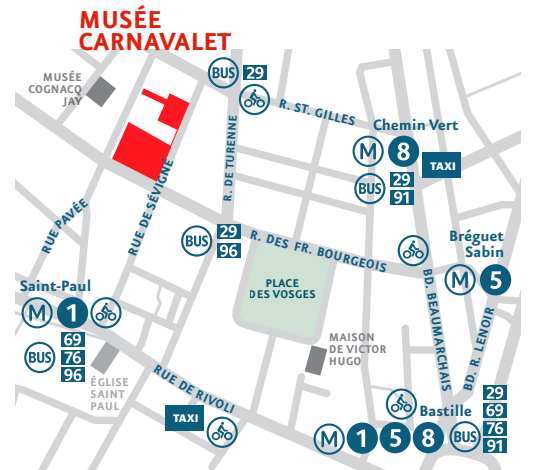 MUSÉE
CARNAVALET
MUSÉE
COGNACQ
JAY
BUS 29
R. ST. GILLES
Chemin Vert
M 8
TAXI
BUS 29
91
R. DE TURENNE
RUE DE SÉVIGNÉ
RUE PAVÉE
BUS 29
96
R. DES FR. BOURGEOIS
Bréguet
Sabin
M 5
PLACE
DES VOSGES
BD. BEAUMARCHAIS
BD. R. LENOIR
Saint-Paul
M 1
BUS 69
76
96
ÉGLISE
SAINT
PAUL
MAISON
DE VICTOR
HUGO
RUE DE RIVOLI
TAXI
Bastille
M 1 5 8 BUS
29
69
76
91